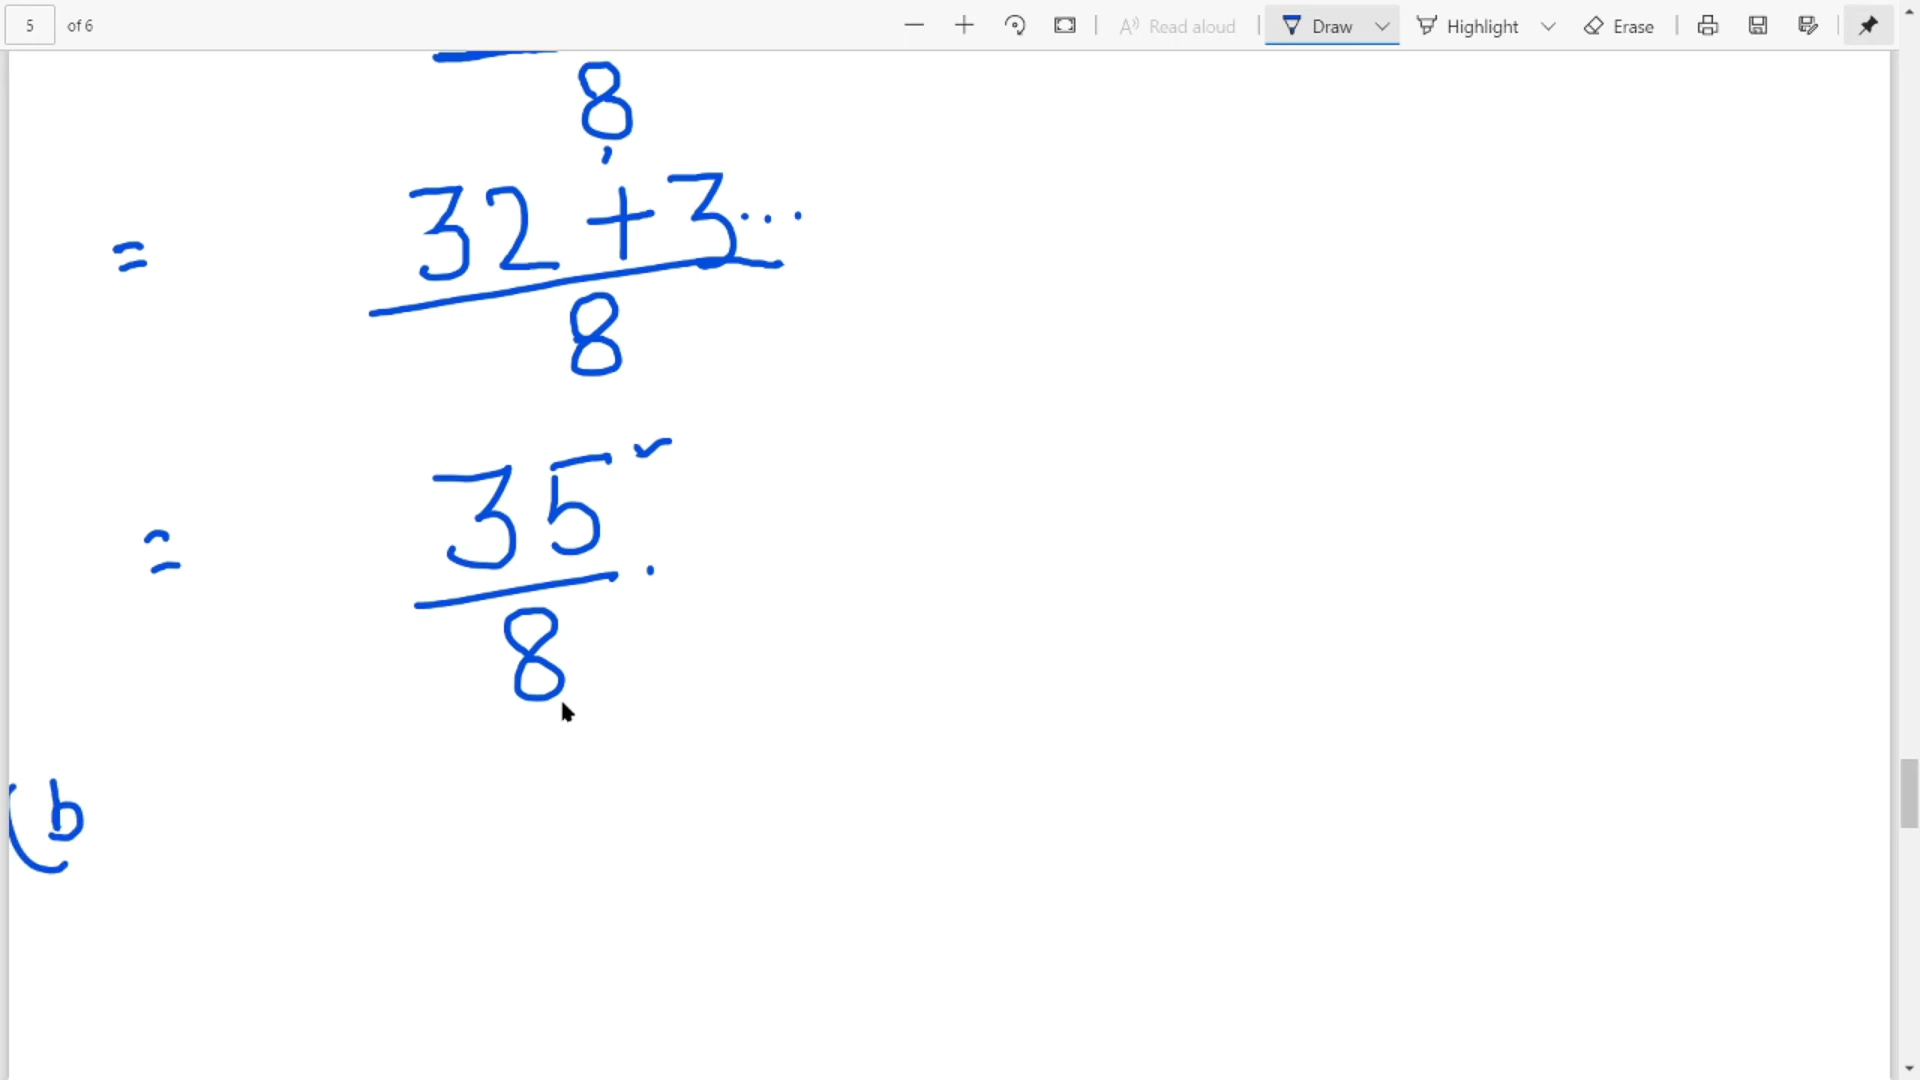 5 of 6 Read aloud Draw Highlight Erase
8
= 32 + 3...
8
= 35
8
(b